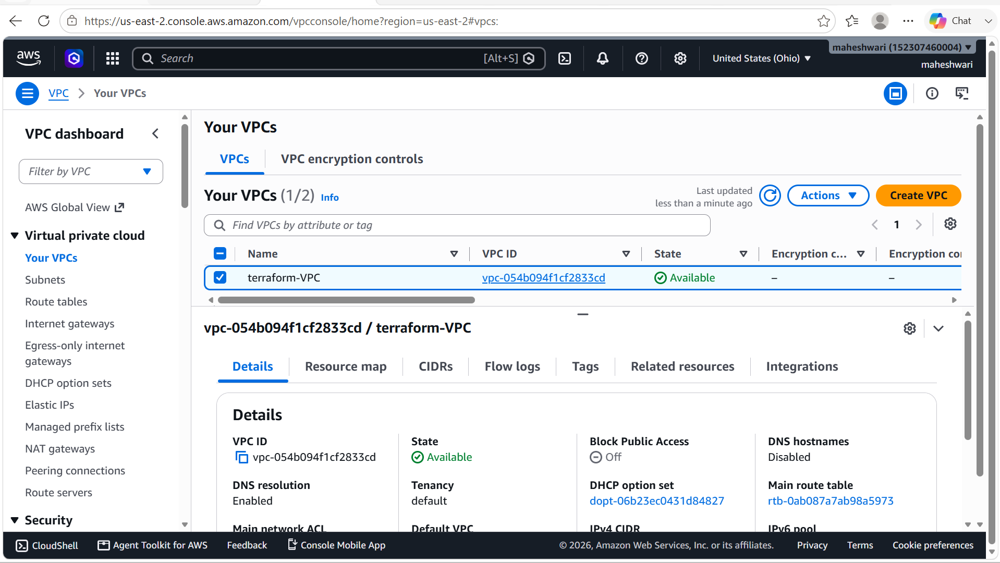 https://us-east-2.console.aws.amazon.com/vpcconsole/home?region=us-east-2#vpcs:
Chat
aws
Search
[Alt+S]
United States (Ohio)
maheshwari (152307460004)
maheshwari
VPC
Your VPCs
VPC dashboard
Filter by VPC
AWS Global View
Virtual private cloud
Your VPCs
Subnets
Route tables
Internet gateways
Egress-only internet
gateways
DHCP option sets
Elastic IPs
Managed prefix lists
NAT gateways
Peering connections
Route servers
Security
Your VPCs
VPCs
VPC encryption controls
Your VPCs (1/2) Info
Last updated
less than a minute ago
Actions
Create VPC
Find VPCs by attribute or tag
1
Name
VPC ID
State
Encryption c...
Encryption co
terraform-VPC
vpc-054b094f1cf2833cd
Available
–
–
vpc-054b094f1cf2833cd / terraform-VPC
Details
Resource map
CIDRs
Flow logs
Tags
Related resources
Integrations
Details
VPC ID
vpc-054b094f1cf2833cd
State
Available
Block Public Access
Off
DNS hostnames
Disabled
DNS resolution
Enabled
Tenancy
default
DHCP option set
dopt-06b23ec0431d84827
Main route table
rtb-0ab087a7ab98a5973
Main network ACL
Default VPC
IPv4 CIDR
IPv6 pool
CloudShell
Agent Toolkit for AWS
Feedback
Console Mobile App
© 2026, Amazon Web Services, Inc. or its affiliates.
Privacy
Terms
Cookie preferences